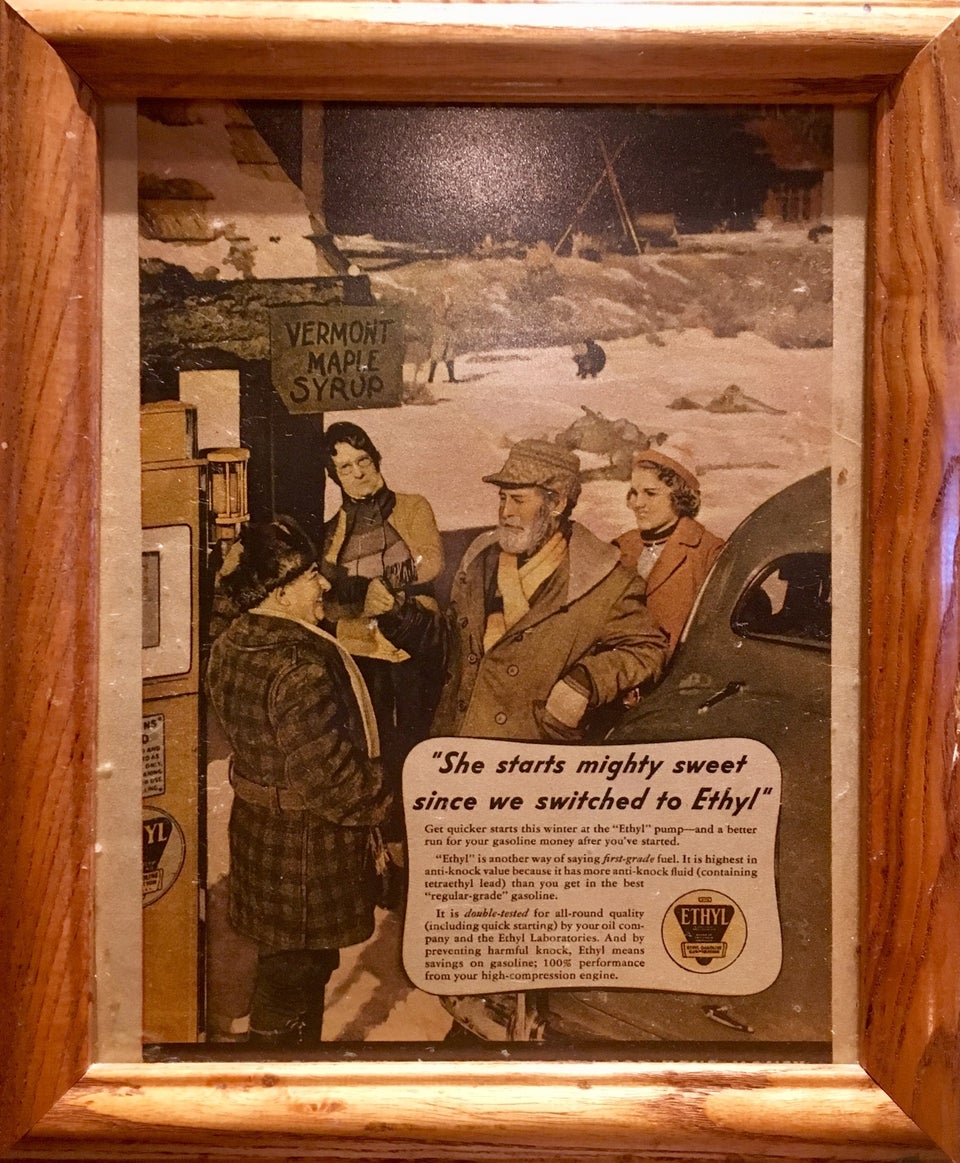 VERMONT
MAPLE
SYRUP
"She starts mighty sweet
since we switched to Ethyl"
Get quicker starts this winter at the "Ethyl" pump—and a better
run for your gasoline money after you've started.
"Ethyl" is another way of saying first-grade fuel. It is highest in
anti-knock value because it has more anti-knock fluid (containing
tetraethyl lead) than you get in the best
"regular-grade" gasoline.
It is double-tested for all-round quality
(including quick starting) by your oil com-
pany and the Ethyl Laboratories. And by
preventing harmful knock, Ethyl means
savings on gasoline; 100% performance
from your high-compression engine.
ETHYL
ETHYL GASOLINE
CORPORATION
NS"
D
YL